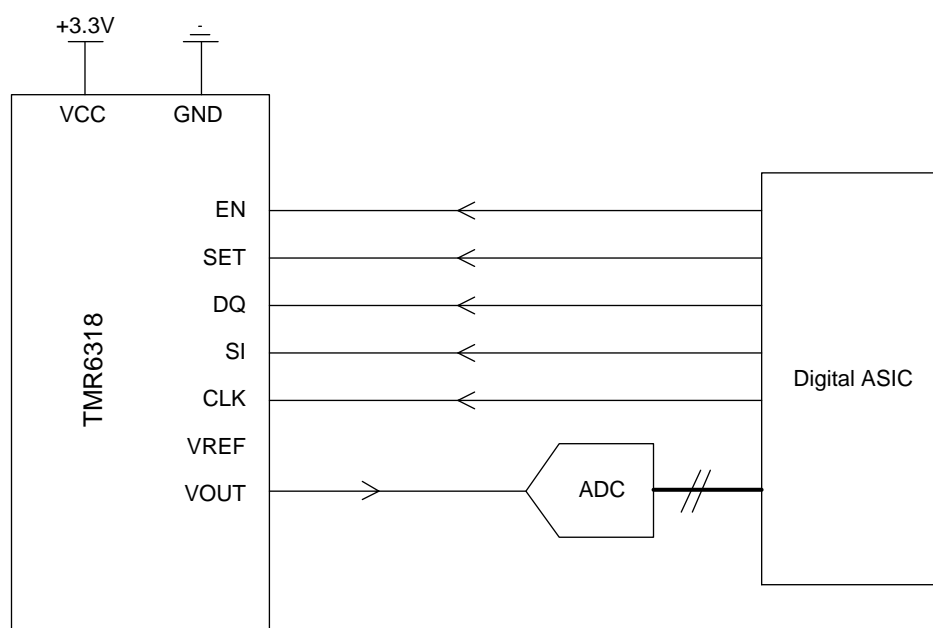 +3.3V
-
VCC
GND
EN
SET
DQ
SI
CLK
VREF
VOUT
TMR6318
ADC
Digital ASIC